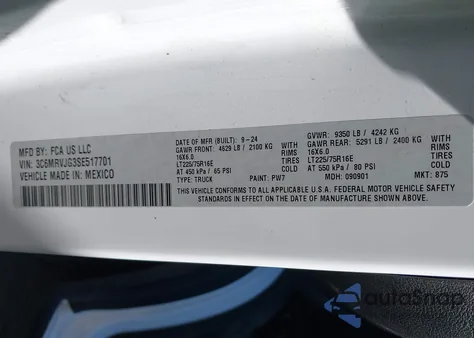 MFD BY: FCA US LLC
VIN: 3C6MRVJG3SE517701
VEHICLE MADE IN: MEXICO
DATE OF MFR (BUILT): 9-24
GAWR FRONT: 4629 LB / 2100 KG
16X6.0 RIMS WITH
LT225/75R16E TIRES
AT 450 kPa / 65 PSI
TYPE: TRUCK PAINT: PW7
GVWR: 9350 LB / 4242 KG
GAWR REAR: 5291 LB / 2400 KG
16X6.0 RIMS WITH
LT225/75R16E TIRES
AT 550 kPa / 80 PSI
MDH: 090901 MKT: 875
THIS VEHICLE CONFORMS TO ALL APPLICABLE U.S.A. FEDERAL MOTOR VEHICLE SAFETY
STANDARDS IN EFFECT ON THE DATE OF MANUFACTURE SHOWN ABOVE
autoSnap